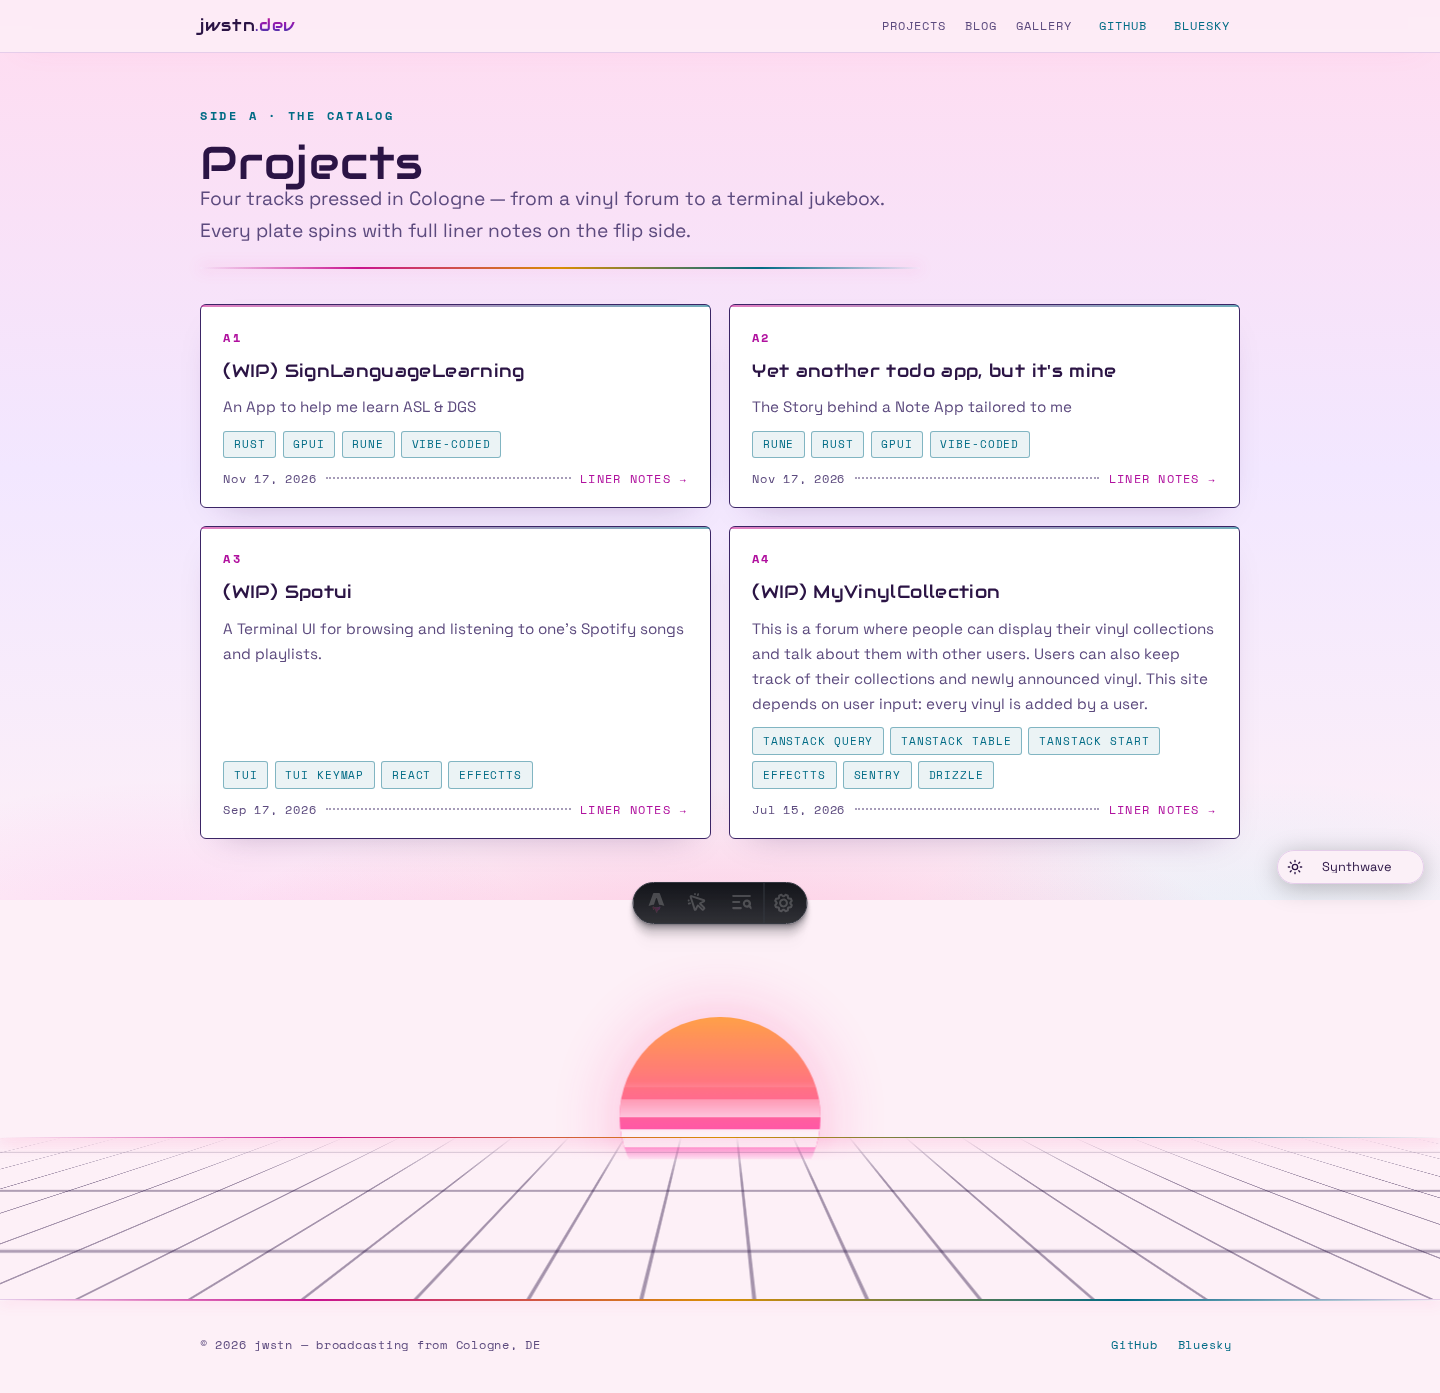 jwstn.dev
PROJECTS BLOG GALLERY GITHUB BLUESKY
SIDE A · THE CATALOG
Projects
Four tracks pressed in Cologne — from a vinyl forum to a terminal jukebox.
Every plate spins with full liner notes on the flip side.
A1
(WIP) SignLanguageLearning
An App to help me learn ASL & DGS
RUST GPUI RUNE VIBE-CODED
Nov 17, 2026 LINER NOTES →
A2
Yet another todo app, but it's mine
The Story behind a Note App tailored to me
RUNE RUST GPUI VIBE-CODED
Nov 17, 2026 LINER NOTES →
A3
(WIP) Spotui
A Terminal UI for browsing and listening to one's Spotify songs
and playlists.
TUI TUI KEYMAP REACT EFFECTTS
Sep 17, 2026 LINER NOTES →
A4
(WIP) MyVinylCollection
This is a forum where people can display their vinyl collections
and talk about them with other users. Users can also keep
track of their collections and newly announced vinyl. This site
depends on user input: every vinyl is added by a user.
TANSTACK QUERY TANSTACK TABLE TANSTACK START
EFFECTTS SENTRY DRIZZLE
Jul 15, 2026 LINER NOTES →
Synthwave
© 2026 jwstn — broadcasting from Cologne, DE
GitHub Bluesky